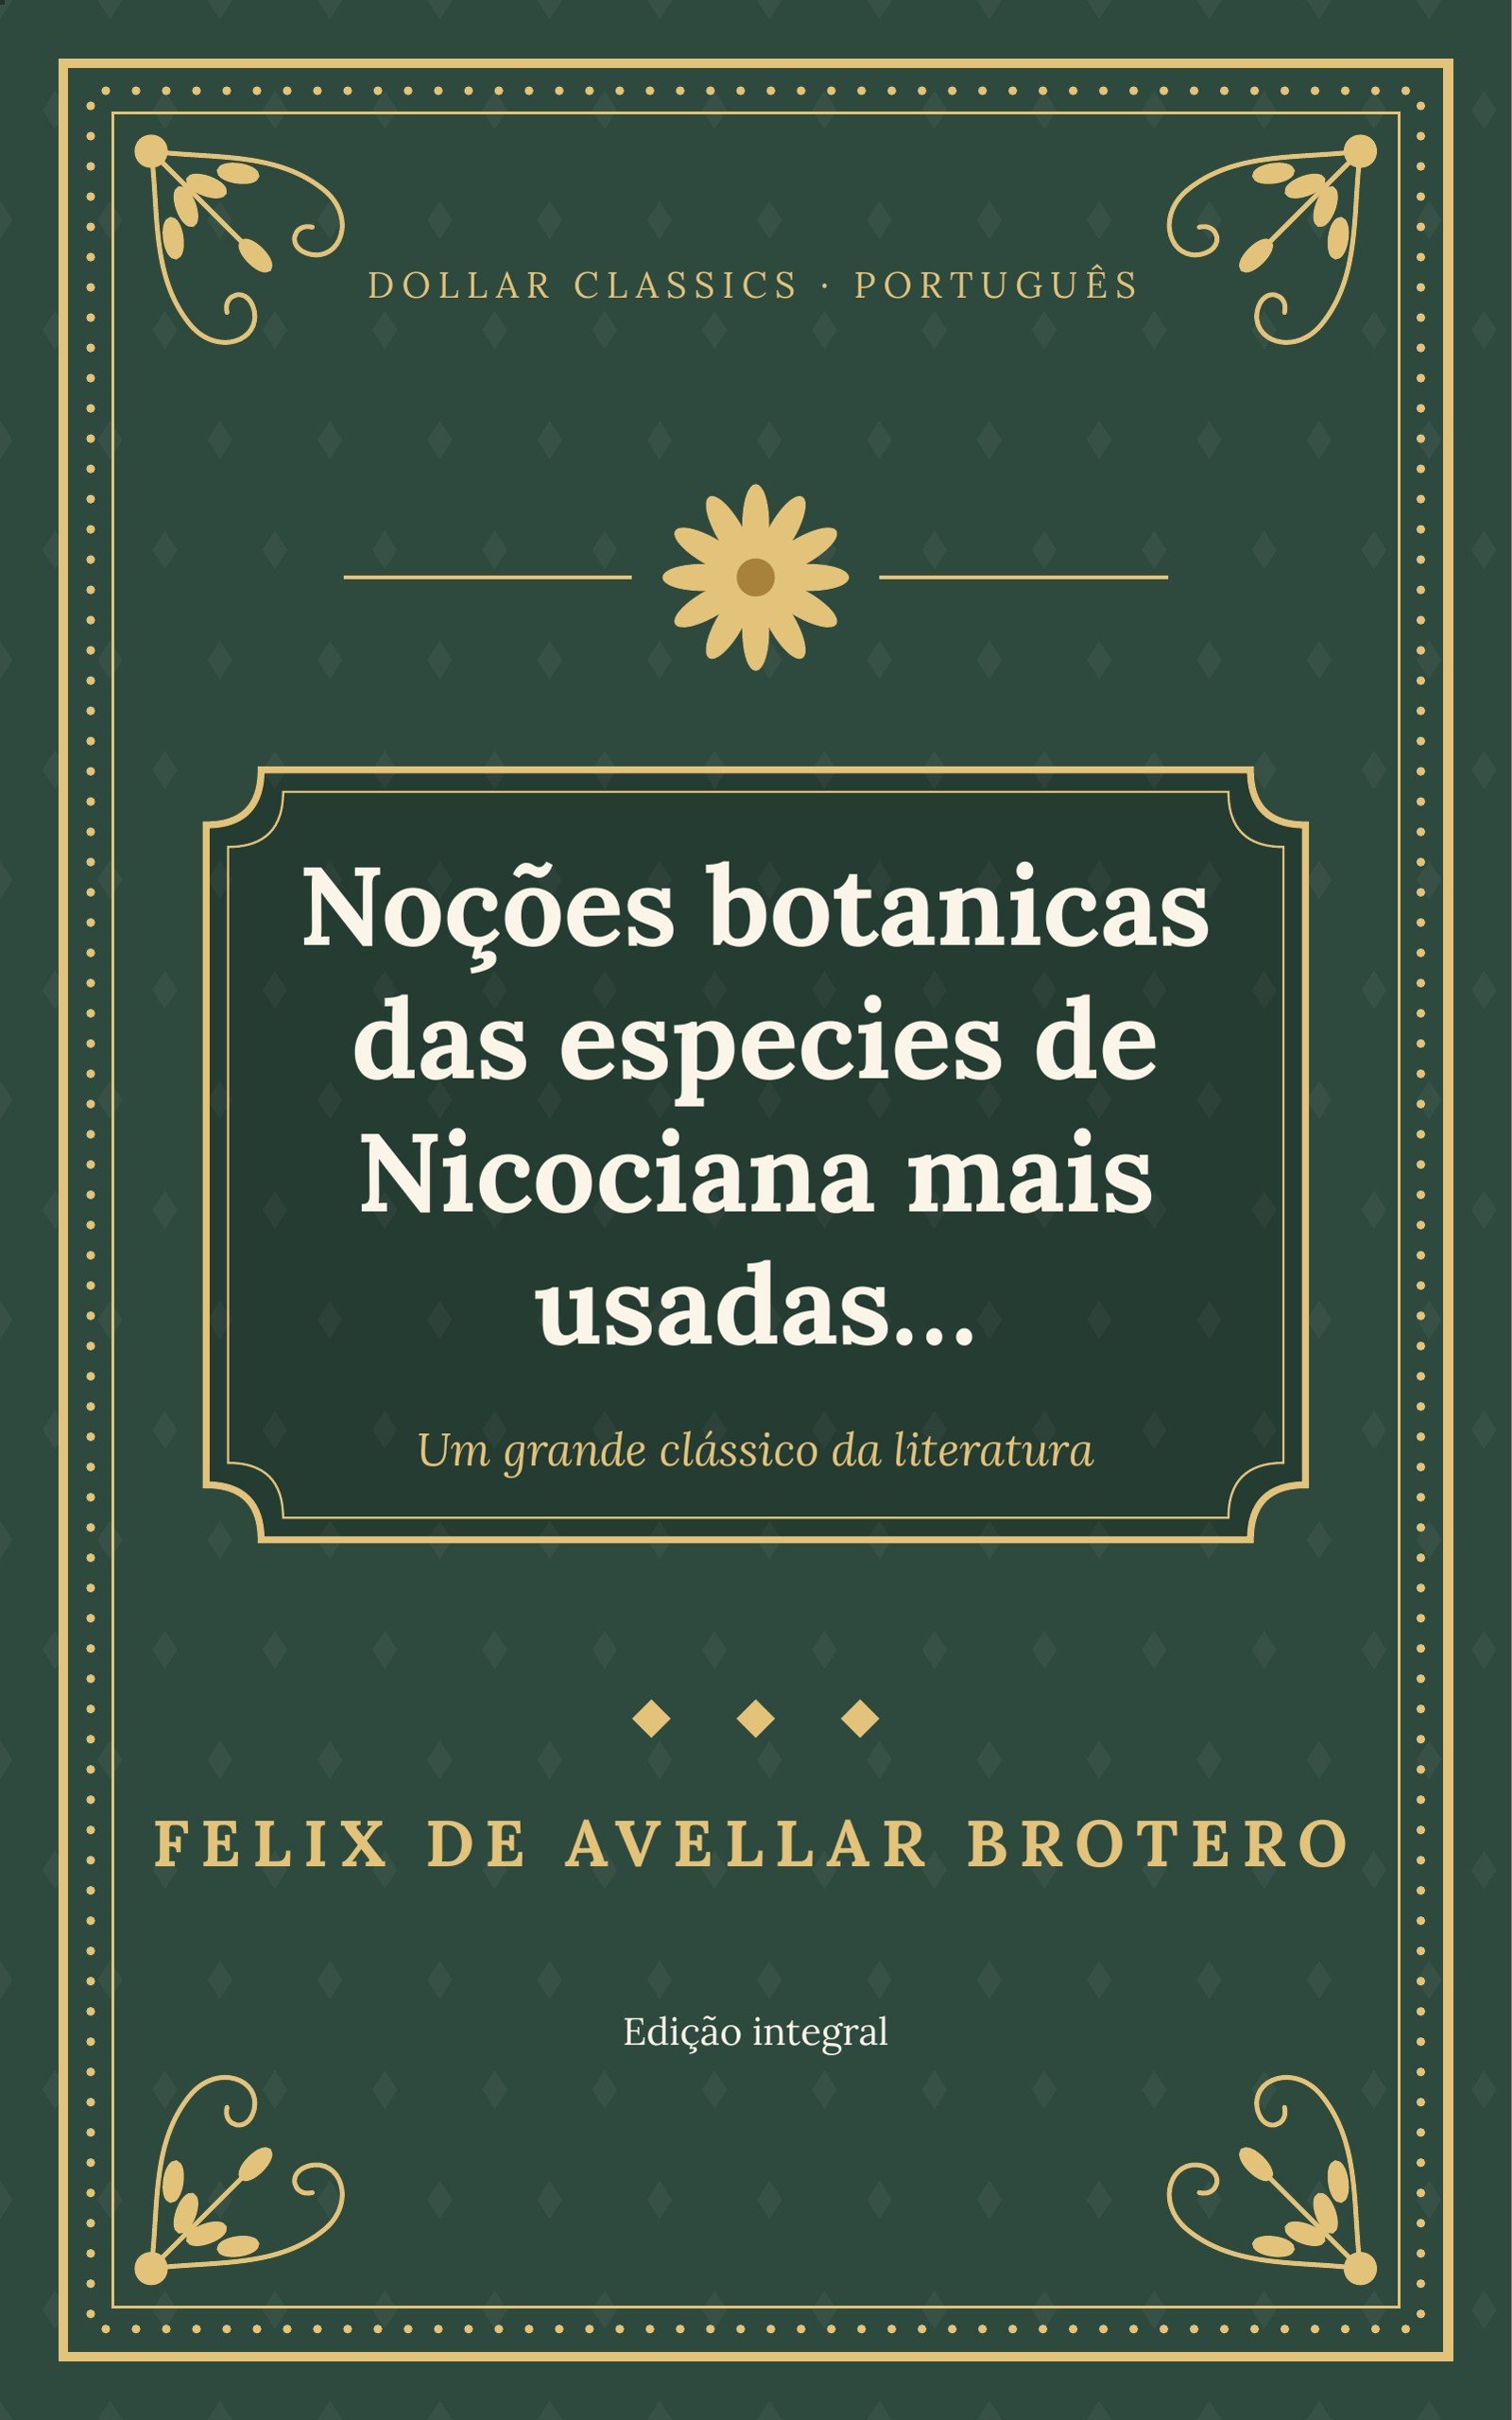 DOLLAR CLASSICS · PORTUGUÊS
Noções botanicas
das especies de
Nicociana mais
usadas...
Um grande clássico da literatura
FELIX DE AVELLAR BROTERO
Edição integral